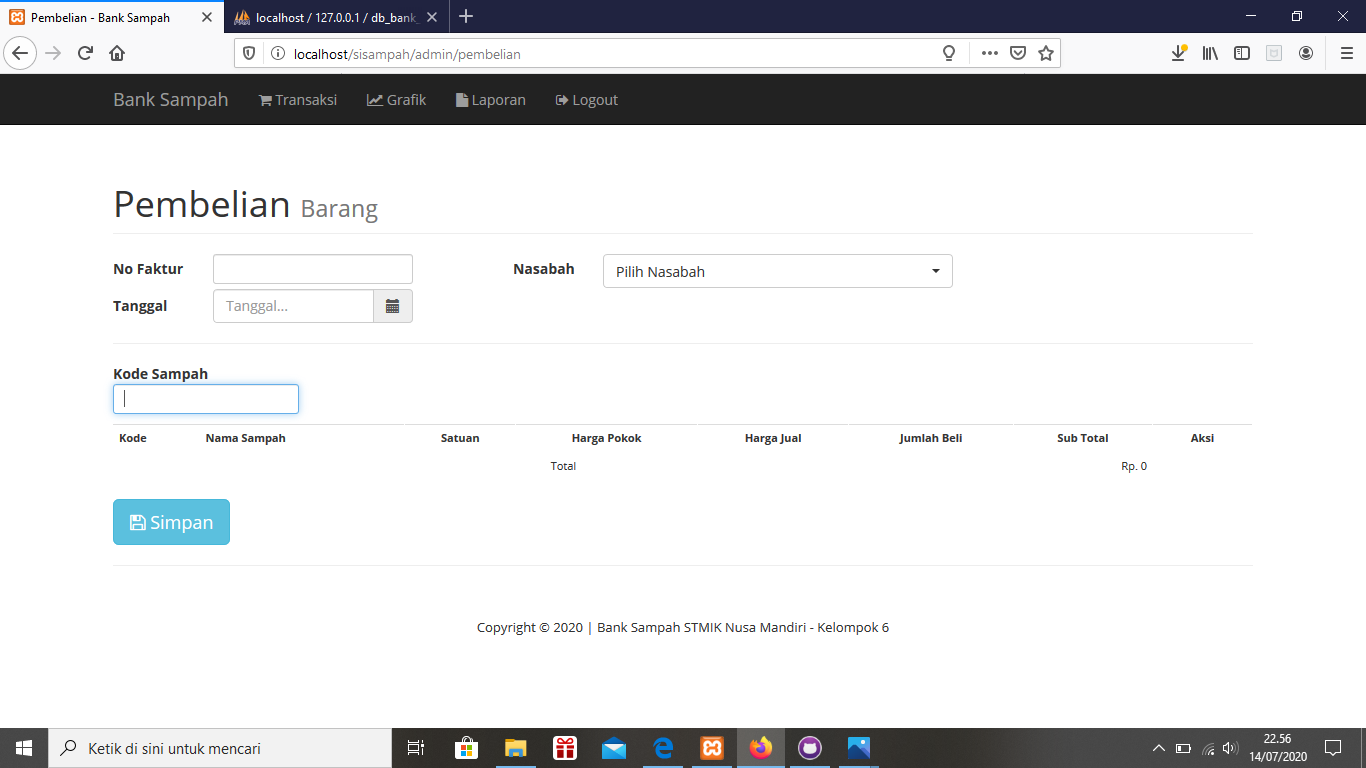 Pembelian - Bank Sampah
localhost / 127.0.0.1 / db_bank_
localhost/sisampah/admin/pembelian
Bank Sampah Transaksi Grafik Laporan Logout
Pembelian Barang
No Faktur Nasabah Pilih Nasabah
Tanggal Tanggal...
Kode Sampah
Kode Nama Sampah Satuan Harga Pokok Harga Jual Jumlah Beli Sub Total Aksi
Total Rp. 0
Simpan
Copyright © 2020 | Bank Sampah STMIK Nusa Mandiri - Kelompok 6
Ketik di sini untuk mencari
22.56
14/07/2020